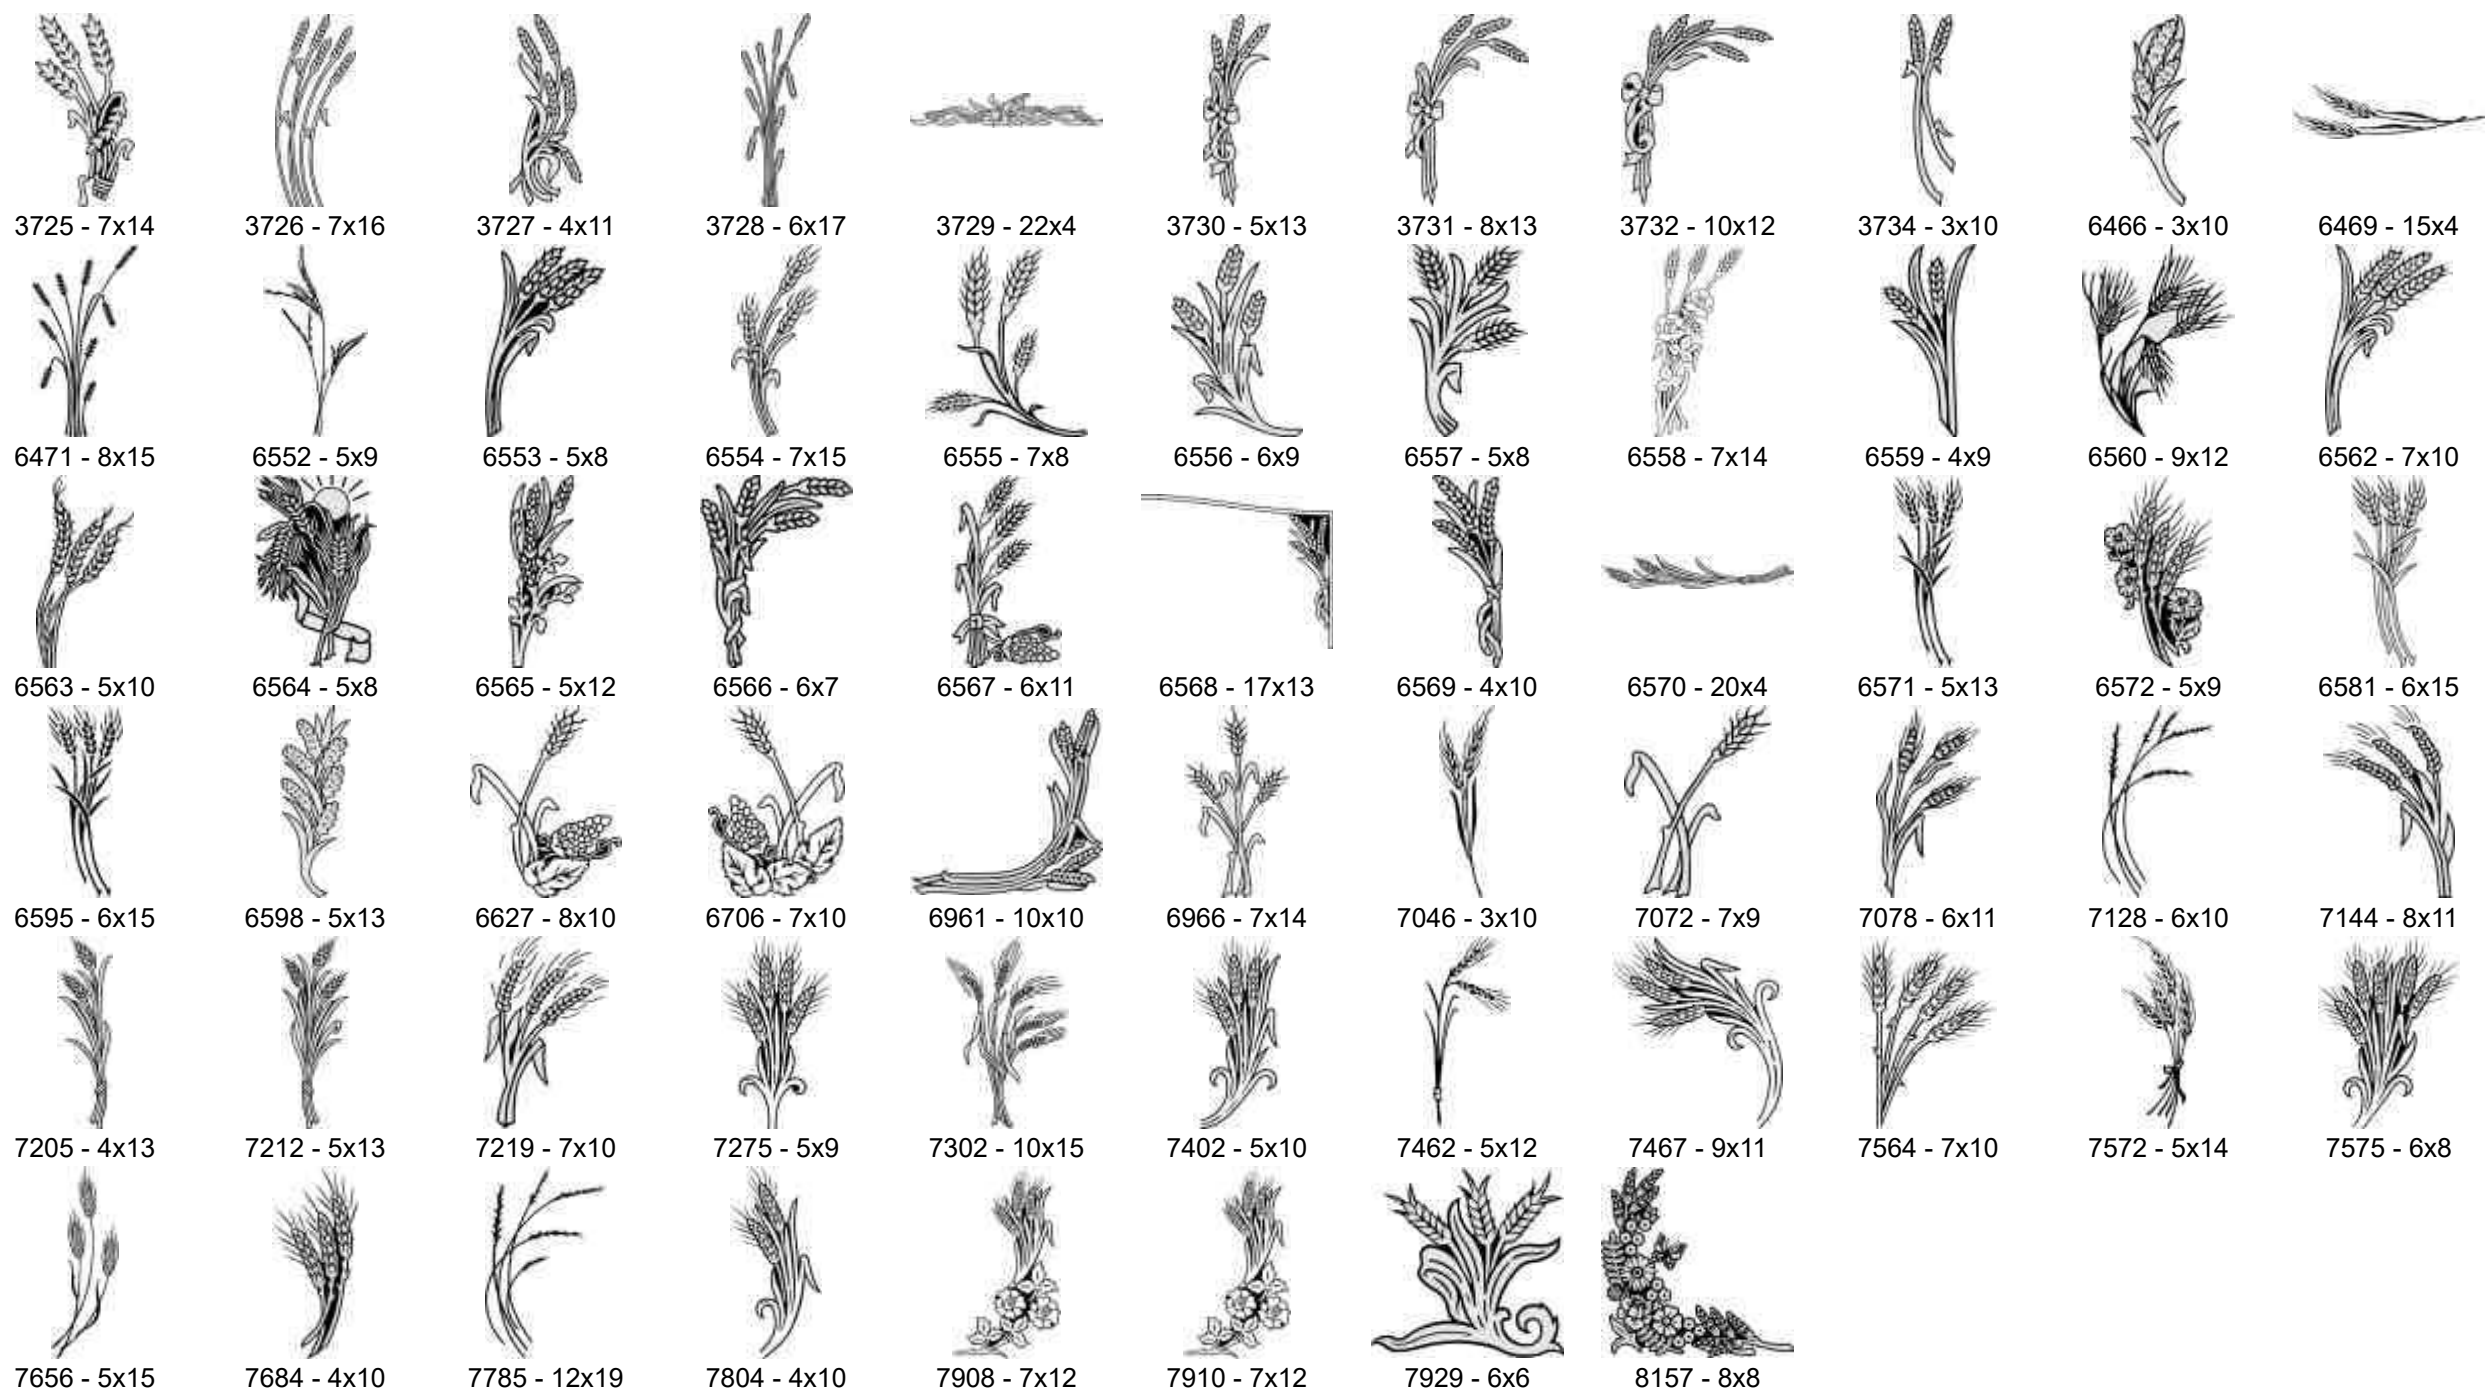 3725 - 7x14 3726 - 7x16 3727 - 4x11 3728 - 6x17 3729 - 22x4 3730 - 5x13 3731 - 8x13 3732 - 10x12 3734 - 3x10 6466 - 3x10 6469 - 15x4
6471 - 8x15 6552 - 5x9 6553 - 5x8 6554 - 7x15 6555 - 7x8 6556 - 6x9 6557 - 5x8 6558 - 7x14 6559 - 4x9 6560 - 9x12 6562 - 7x10
6563 - 5x10 6564 - 5x8 6565 - 5x12 6566 - 6x7 6567 - 6x11 6568 - 17x13 6569 - 4x10 6570 - 20x4 6571 - 5x13 6572 - 5x9 6581 - 6x15
6595 - 6x15 6598 - 5x13 6627 - 8x10 6706 - 7x10 6961 - 10x10 6966 - 7x14 7046 - 3x10 7072 - 7x9 7078 - 6x11 7128 - 6x10 7144 - 8x11
7205 - 4x13 7212 - 5x13 7219 - 7x10 7275 - 5x9 7302 - 10x15 7402 - 5x10 7462 - 5x12 7467 - 9x11 7564 - 7x10 7572 - 5x14 7575 - 6x8
7656 - 5x15 7684 - 4x10 7785 - 12x19 7804 - 4x10 7908 - 7x12 7910 - 7x12 7929 - 6x6 8157 - 8x8